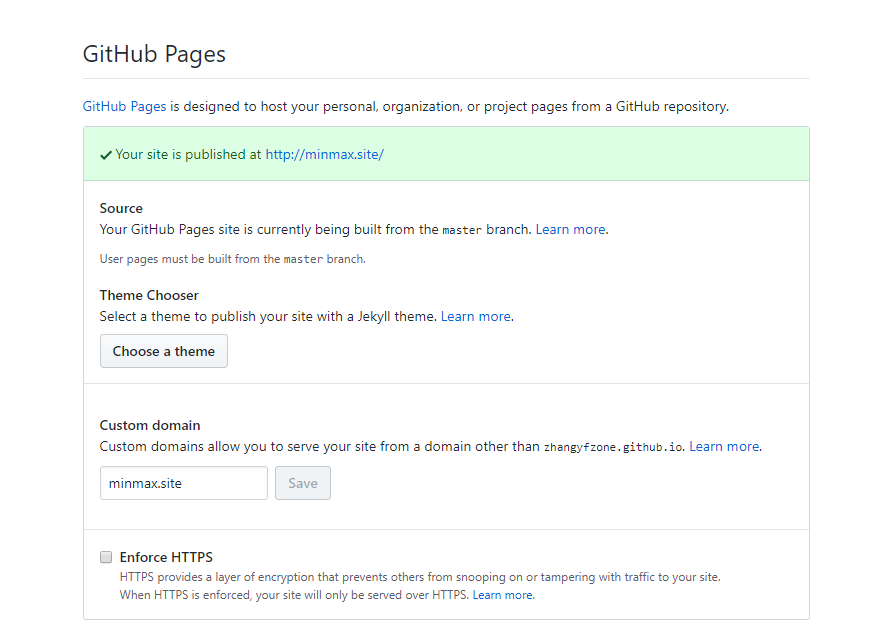 GitHub Pages
GitHub Pages is designed to host your personal, organization, or project pages from a GitHub repository.
Your site is published at http://minmax.site/
Source
Your GitHub Pages site is currently being built from the master branch. Learn more.
User pages must be built from the master branch.
Theme Chooser
Select a theme to publish your site with a Jekyll theme. Learn more.
Choose a theme
Custom domain
Custom domains allow you to serve your site from a domain other than zhangyfzone.github.io. Learn more.
minmax.site Save
Enforce HTTPS
HTTPS provides a layer of encryption that prevents others from snooping on or tampering with traffic to your site.
When HTTPS is enforced, your site will only be served over HTTPS. Learn more.